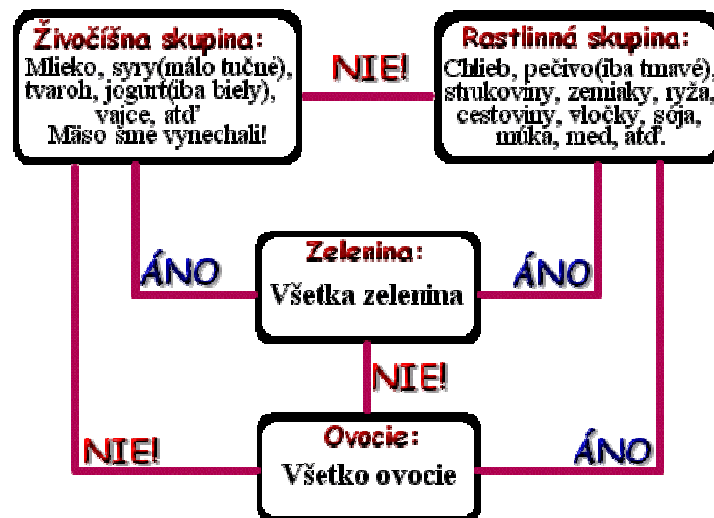 Živočíšna skupina:
Mlieko, syry(málo tučné),
tvaroh, jogurt(iba biely),
vajce, atď
Mäso sme vynechali!
NIE!
Rastlinná skupina:
Chlieb, pečivo(iba tmavé),
strukoviny, zemiaky, ryža,
cestoviny, vločky, sója,
múka, med, atď.
ÁNO
Zelenina:
Všetka zelenina
ÁNO
NIE!
NIE!
Ovocie:
Všetko ovocie
ÁNO